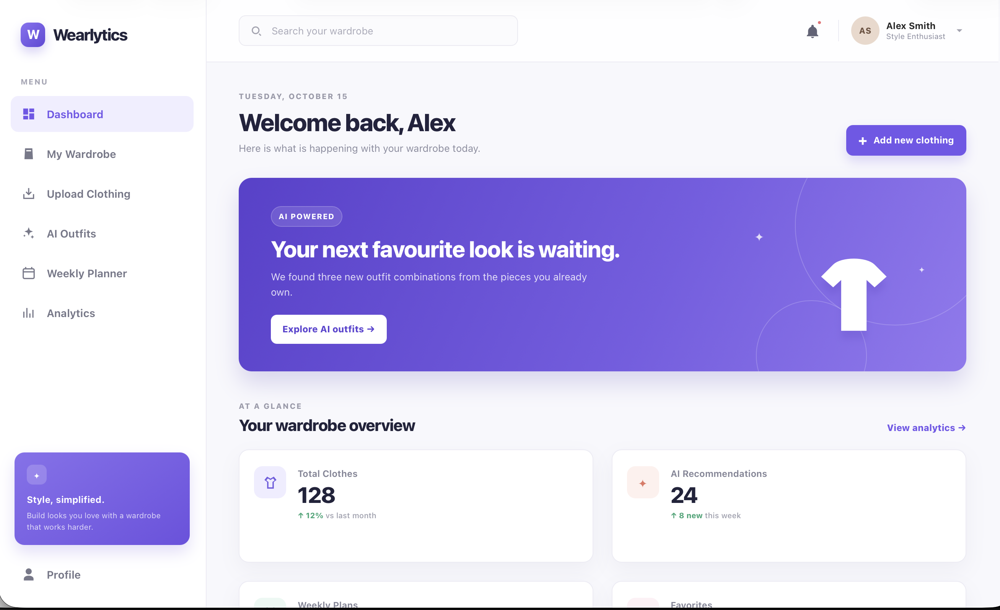 W Wearlytics
MENU
Dashboard
My Wardrobe
Upload Clothing
AI Outfits
Weekly Planner
Analytics
Style, simplified.
Build looks you love with a wardrobe
that works harder.
Profile
Search your wardrobe
AS
Alex Smith
Style Enthusiast
TUESDAY, OCTOBER 15
Welcome back, Alex
Here is what is happening with your wardrobe today.
+ Add new clothing
AI POWERED
Your next favourite look is waiting.
We found three new outfit combinations from the pieces you already
own.
Explore AI outfits →
AT A GLANCE
Your wardrobe overview
View analytics →
Total Clothes
128
↑ 12% vs last month
AI Recommendations
24
↑ 8 new this week
Weekly Plans
Favorites